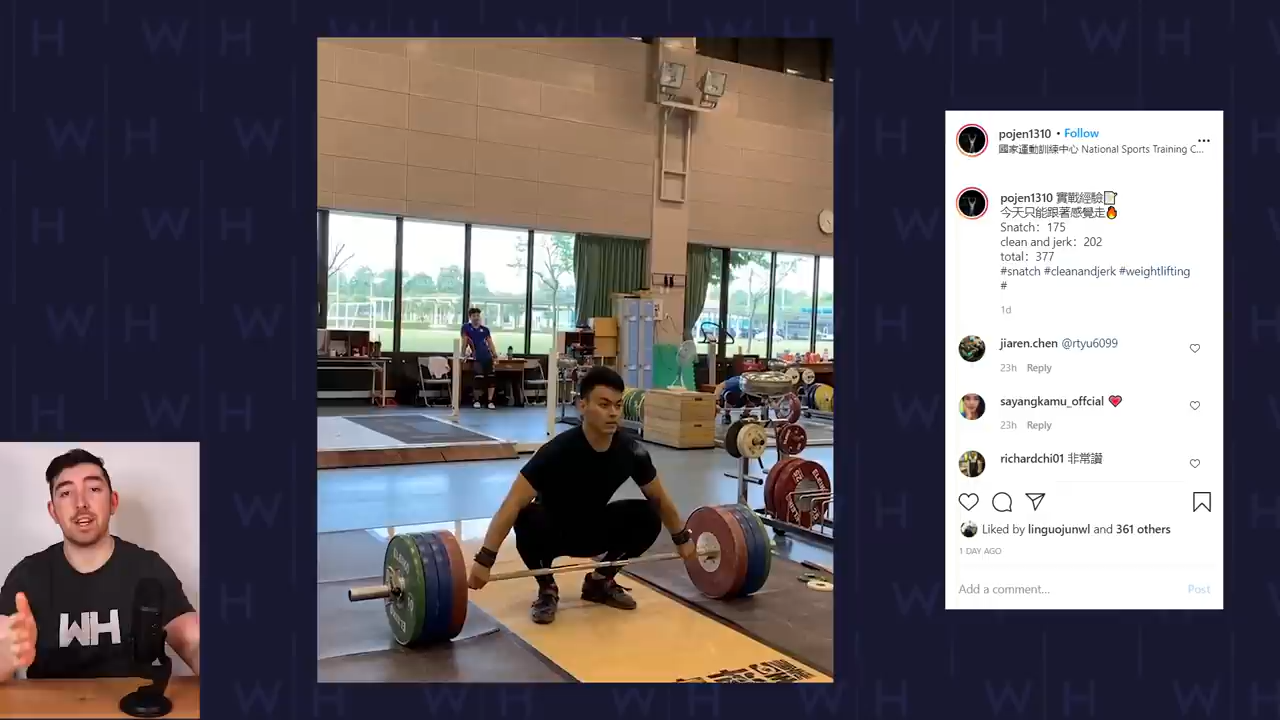 WH
pojen1310 • Follow
國家運動訓練中心 National Sports Training C...
pojen1310 實戰經驗
今天只能跟著感覺走
Snatch：175
clean and jerk：202
total：377
#snatch #cleanandjerk #weightlifting
#
1d
jiaren.chen @rtyu6099
23h Reply
sayangkamu_offcial
23h Reply
richardchi01 非常讚
Liked by linguojunwl and 361 others
1 DAY AGO
Add a comment... Post